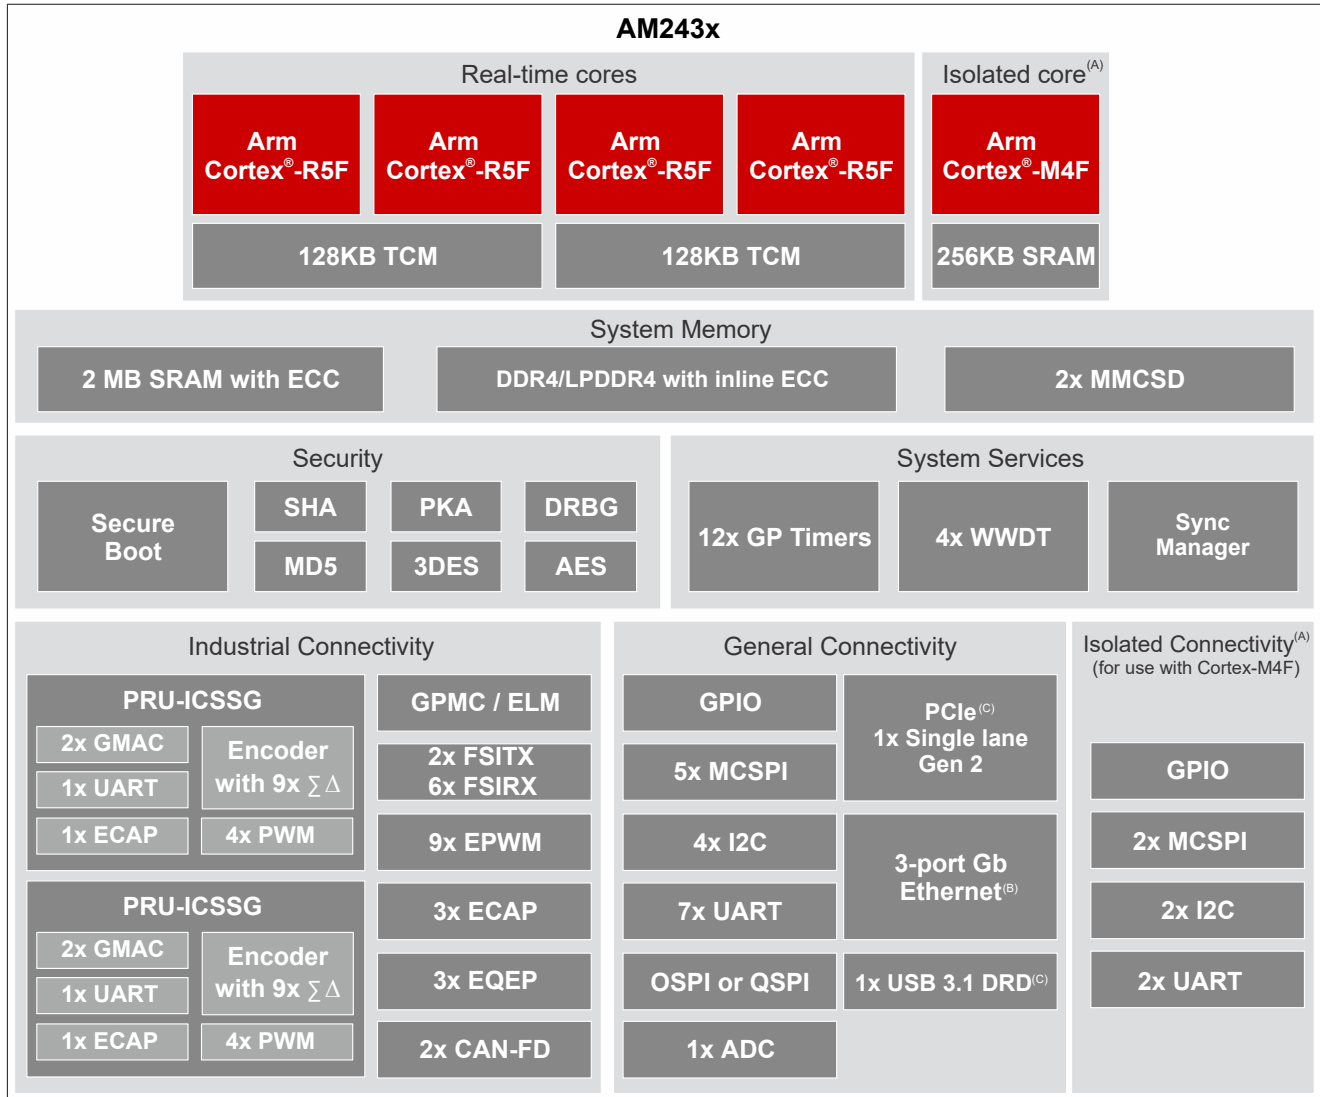 AM243x
Real-time cores
Isolated core(A)
Arm
Cortex®-R5F
Arm
Cortex®-R5F
Arm
Cortex®-R5F
Arm
Cortex®-R5F
Arm
Cortex®-M4F
128KB TCM
128KB TCM
256KB SRAM
System Memory
2 MB SRAM with ECC
DDR4/LPDDR4 with inline ECC
2x MMCSD
Security
Secure
Boot
SHA
PKA
DRBG
MD5
3DES
AES
System Services
12x GP Timers
4x WWDT
Sync
Manager
Industrial Connectivity
PRU-ICSSG
2x GMAC
1x UART
1x ECAP
Encoder
with 9x ∑ Δ
4x PWM
PRU-ICSSG
2x GMAC
1x UART
1x ECAP
Encoder
with 9x ∑ Δ
4x PWM
GPMC / ELM
2x FSITX
6x FSIRX
9x EPWM
3x ECAP
3x EQEP
2x CAN-FD
General Connectivity
GPIO
5x MCSPI
4x I2C
7x UART
OSPI or QSPI
1x ADC
PCIe(C)
1x Single lane
Gen 2
3-port Gb
Ethernet(B)
1x USB 3.1 DRD(C)
Isolated Connectivity(A)
(for use with Cortex-M4F)
GPIO
2x MCSPI
2x I2C
2x UART